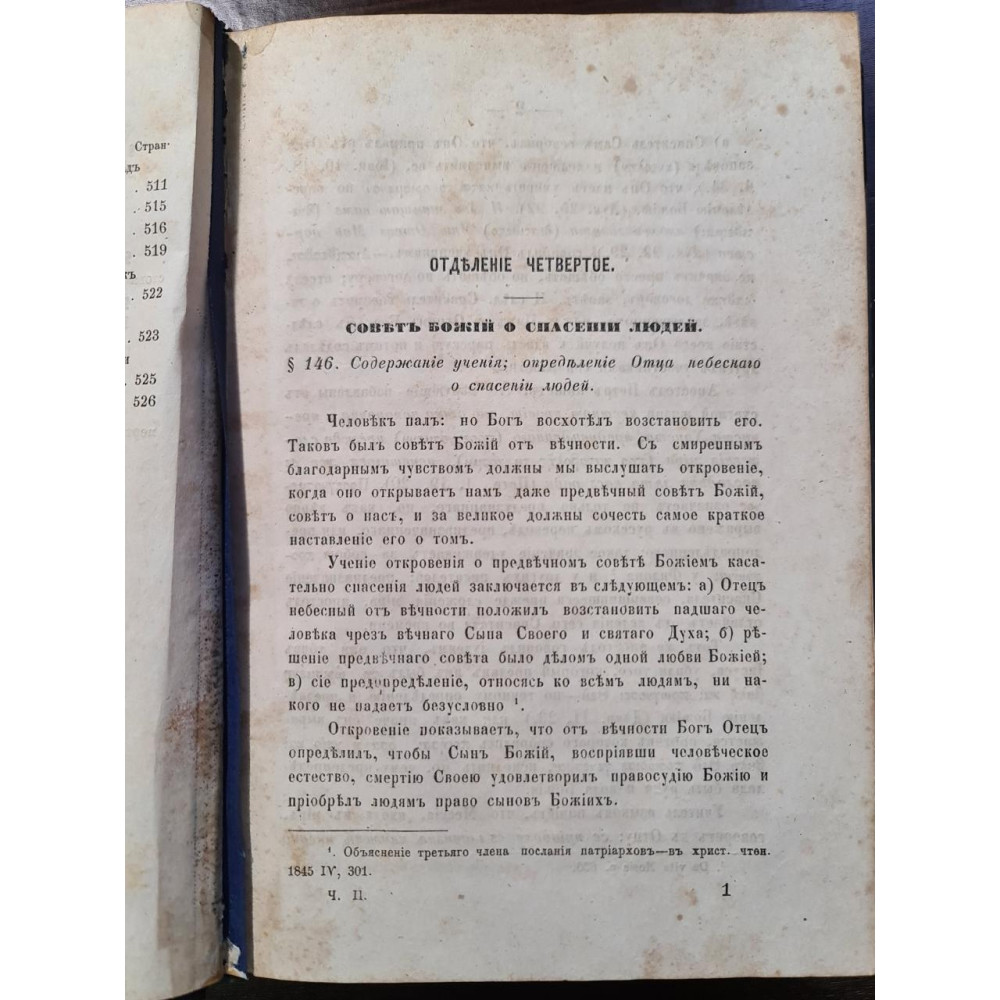 Стран-
дъ
. 511
. 515
. 516
. 519
къ
. 522
. 523
и
. 525
. 526
ОТДѢЛЕНІЕ ЧЕТВЕРТОЕ.
СОВѢТЪ БОЖІЙ О СПАСЕНІИ ЛЮДЕЙ.
§ 146. Содержаніе ученія; опредѣленіе Отца небеснаго
о спасеніи людей.
Человѣкъ палъ: но Богъ восхотѣлъ возстановить его.
Таковъ былъ совѣтъ Божій отъ вѣчности. Съ смиреннымъ
благодарнымъ чувствомъ должны мы выслушать откровеніе,
когда оно открываетъ намъ даже предвѣчный совѣтъ Божій,
совѣтъ о насъ, и за великое должны счесть самое краткое
наставленіе его о томъ.
Ученіе откровенія о предвѣчномъ совѣтѣ Божіемъ каса-
тельно спасенія людей заключается въ слѣдующемъ: а) Отецъ
небесный отъ вѣчности положилъ возстановить падшаго че-
ловѣка чрезъ вѣчнаго Сына Своего и святаго Духа; б) рѣ-
шеніе предвѣчнаго совѣта было дѣломъ одной любви Божіей;
в) сіе предопредѣленіе, относясь ко всѣмъ людямъ, ни на-
кого не падаетъ безусловно ¹.
Откровеніе показываетъ, что отъ вѣчности Богъ Отецъ
опредѣлилъ, чтобы Сынъ Божій, воспріявши человѣческое
естество, смертію Своею удовлетворилъ правосудію Божію и
пріобрѣлъ людямъ право сыновъ Божіихъ.
¹. Объясненіе третьяго члена посланія патріарховъ—въ христ. чтен.
1845 IV, 301.
Ч. II. 1